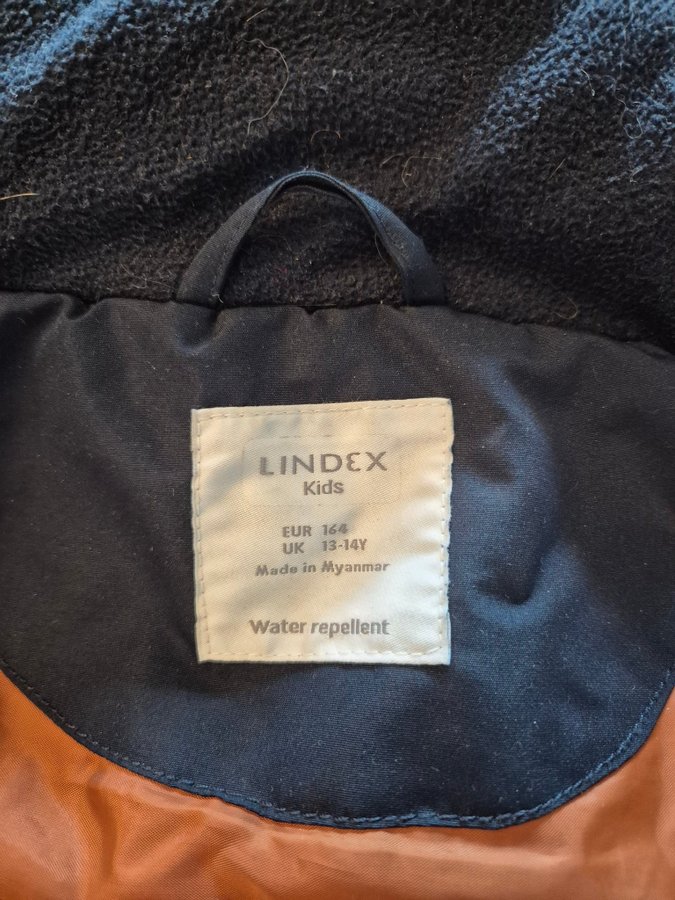 LINDEX
Kids
EUR 164
UK 13-14Y
Made in Myanmar
Water repellent